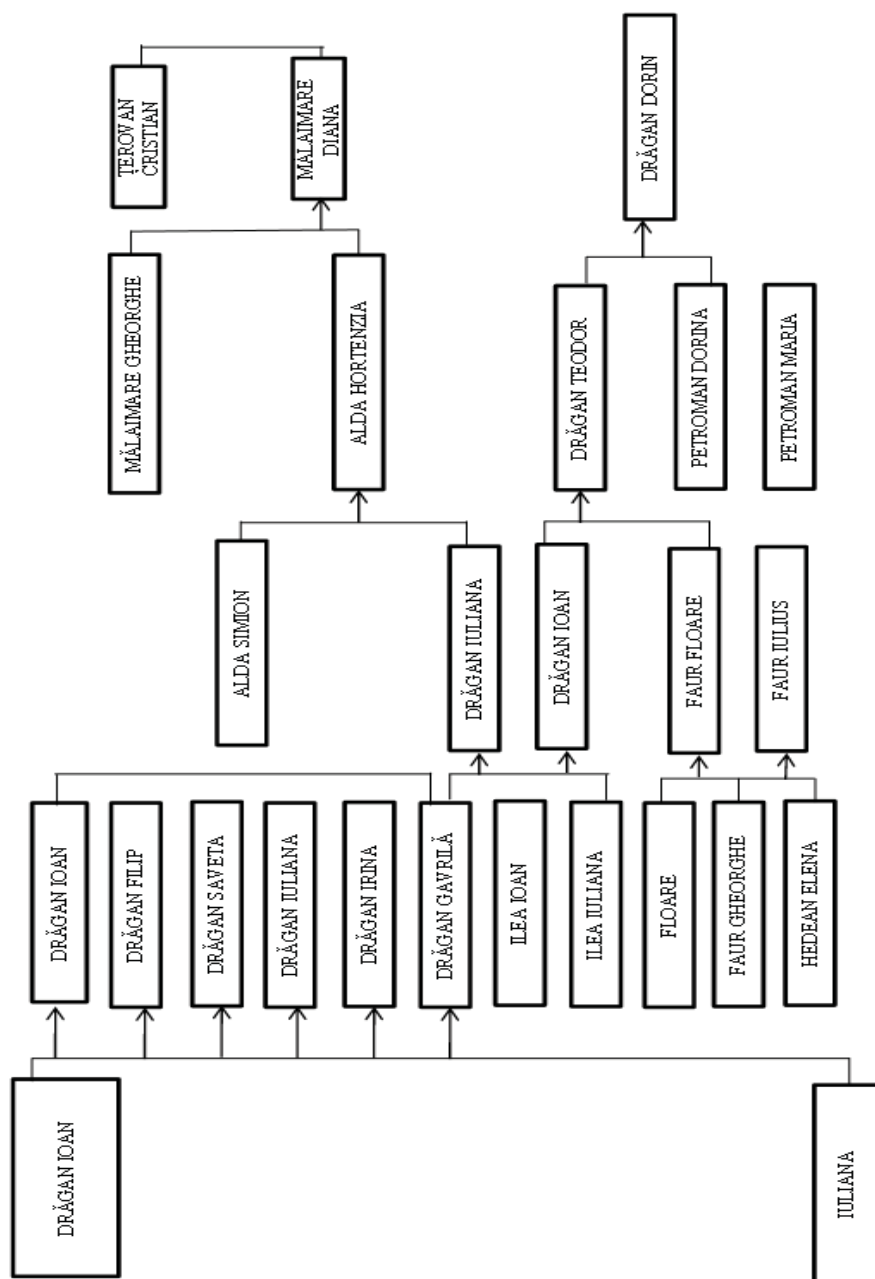 DRĂGAN IOAN
IULIANA
DRĂGAN IOAN
DRĂGAN FILIP
DRĂGAN SAVETA
DRĂGAN IULIANA
DRĂGAN IRINA
DRĂGAN GAVRILĂ
ILEA IOAN
ILEA IULIANA
FLOARE
FAUR GHEORGHE
HEDEAN ELENA
ALDA SIMION
DRĂGAN IULIANA
DRĂGAN IOAN
FAUR FLOARE
FAUR IULIUS
MĂLAIMARE GHEORGHE
ALDA HORTENZIA
DRĂGAN TEODOR
PETROMAN DORINA
PETROMAN MARIA
ȚEROVAN
CRISTIAN
MALAIMARE
DIANA
DRĂGAN DORIN